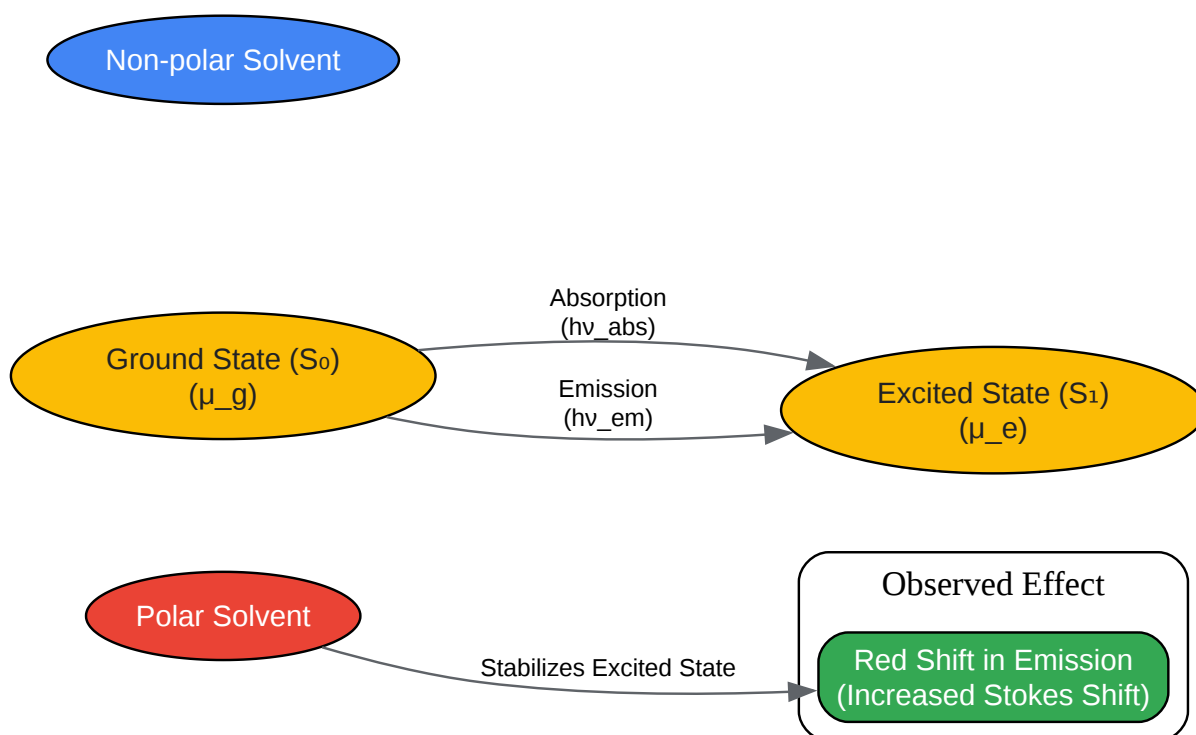 Non-polar Solvent
Absorption
(hν_abs)
Ground State (S₀)
(μ_g)
Emission
(hν_em)
Excited State (S₁)
(μ_e)
Polar Solvent
Stabilizes Excited State
Observed Effect
Red Shift in Emission
(Increased Stokes Shift)